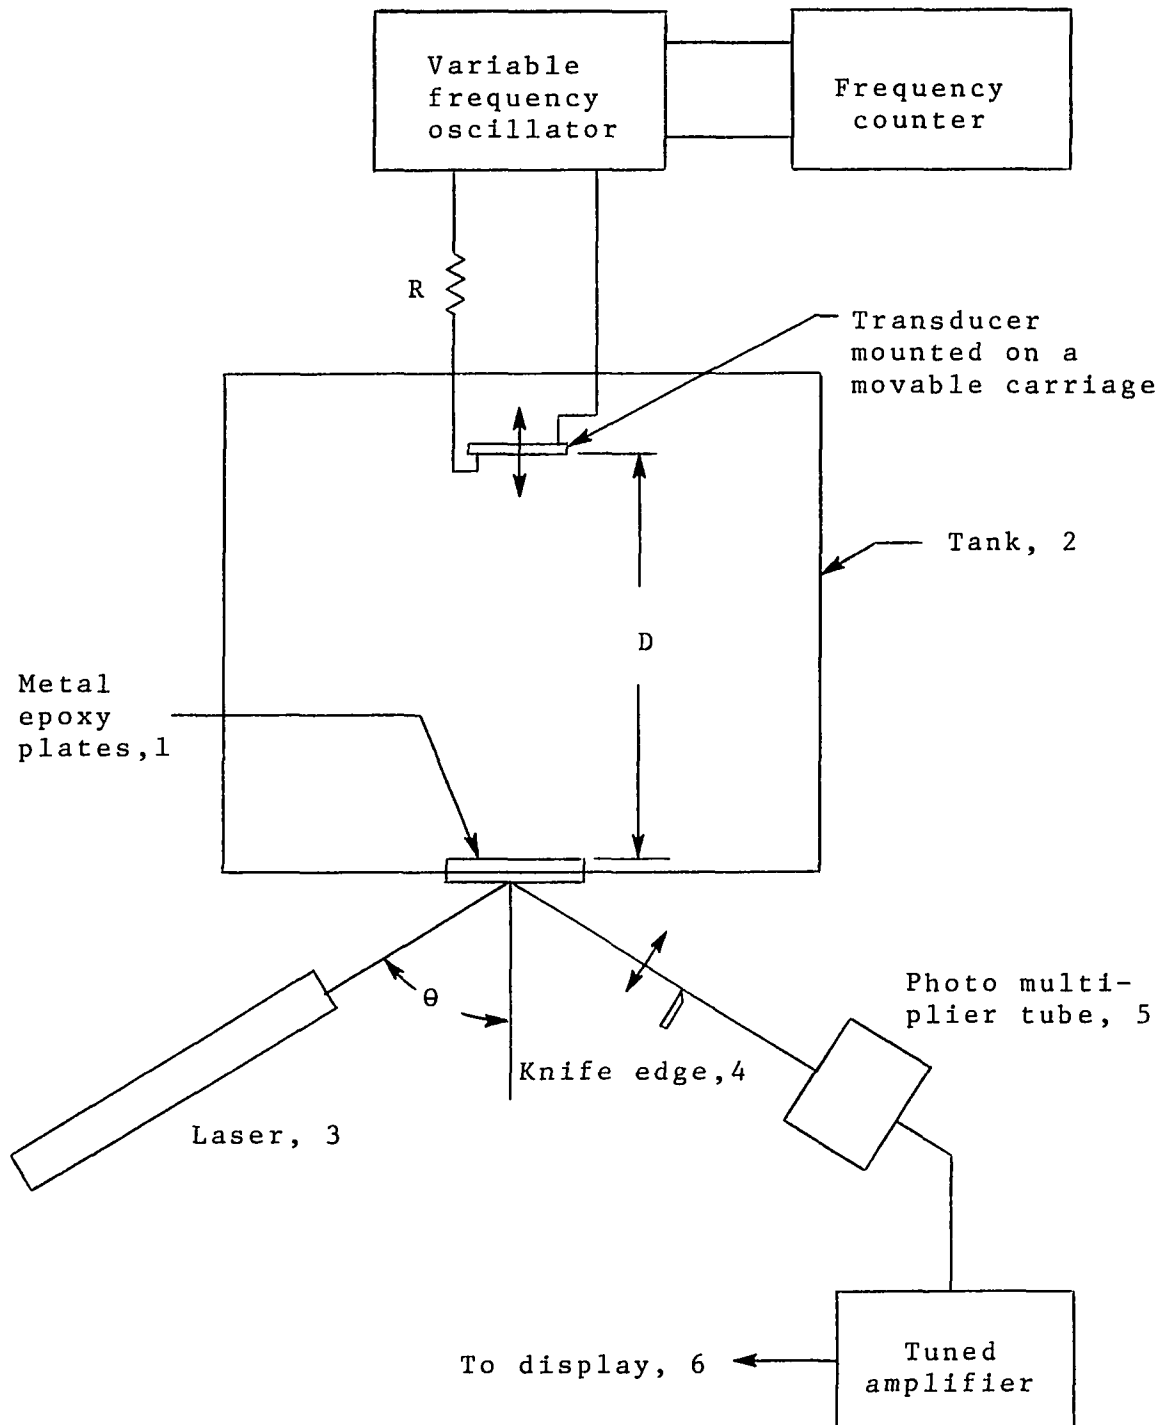 Variable
frequency
oscillator
Frequency
counter
R
Transducer
mounted on a
movable carriage
Tank, 2
D
Metal
epoxy
plates,1
θ
Photo multi-
plier tube, 5
Knife edge,4
Laser, 3
To display, 6
Tuned
amplifier